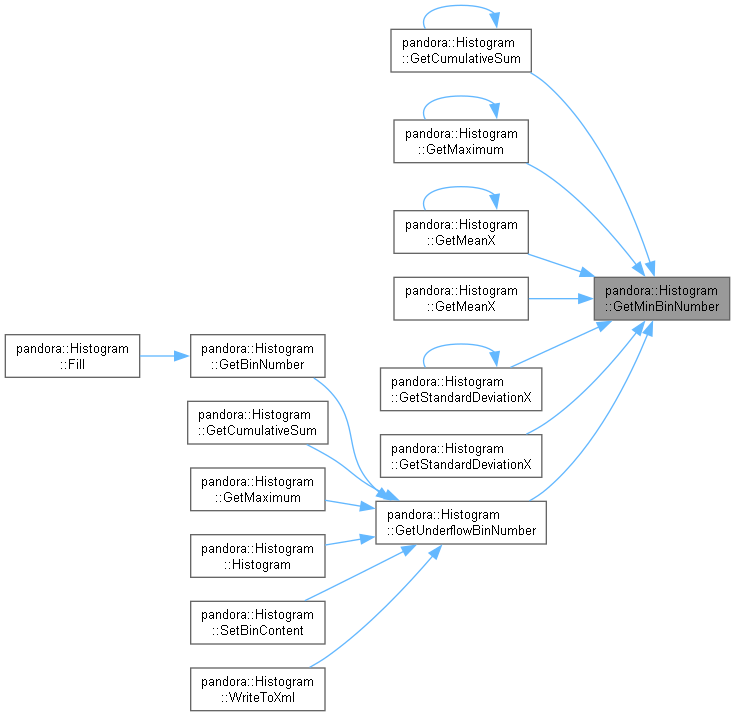 pandora::Histogram
::GetCumulativeSum
pandora::Histogram
::GetMaximum
pandora::Histogram
::GetMeanX
pandora::Histogram
::GetMeanX
pandora::Histogram
::GetMinBinNumber
pandora::Histogram
::Fill
pandora::Histogram
::GetBinNumber
pandora::Histogram
::GetStandardDeviationX
pandora::Histogram
::GetCumulativeSum
pandora::Histogram
::GetStandardDeviationX
pandora::Histogram
::GetMaximum
pandora::Histogram
::GetUnderflowBinNumber
pandora::Histogram
::Histogram
pandora::Histogram
::SetBinContent
pandora::Histogram
::WriteToXml